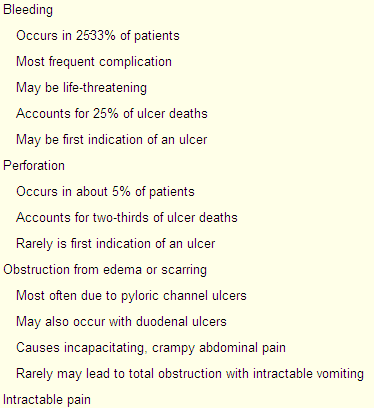 Bleeding
Occurs in 2533% of patients
Most frequent complication
May be life-threatening
Accounts for 25% of ulcer deaths
May be first indication of an ulcer
Perforation
Occurs in about 5% of patients
Accounts for two-thirds of ulcer deaths
Rarely is first indication of an ulcer
Obstruction from edema or scarring
Most often due to pyloric channel ulcers
May also occur with duodenal ulcers
Causes incapacitating, crampy abdominal pain
Rarely may lead to total obstruction with intractable vomiting
Intractable pain